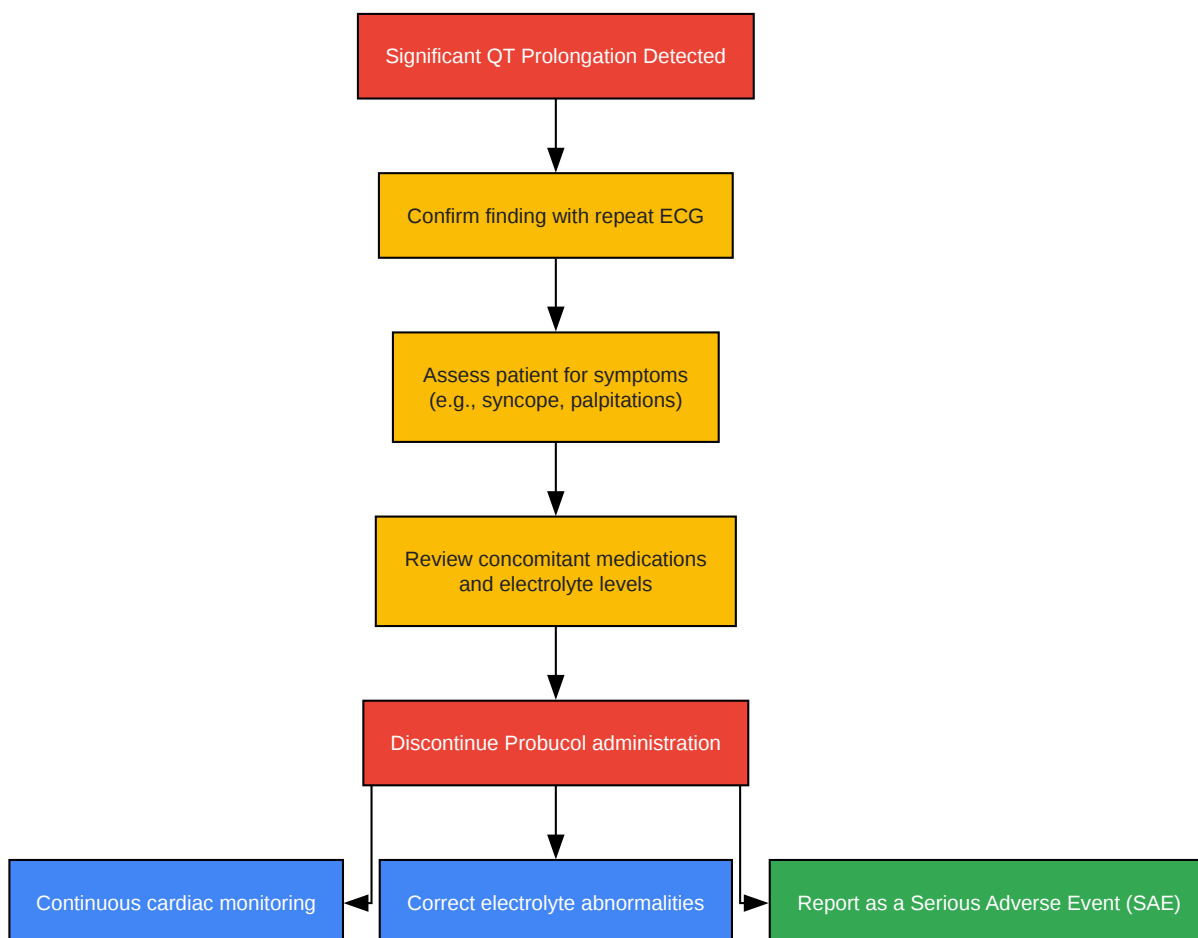 Significant QT Prolongation Detected
Confirm finding with repeat ECG
Assess patient for symptoms
(e.g., syncope, palpitations)
Review concomitant medications
and electrolyte levels
Discontinue Probucol administration
Continuous cardiac monitoring
Correct electrolyte abnormalities
Report as a Serious Adverse Event (SAE)